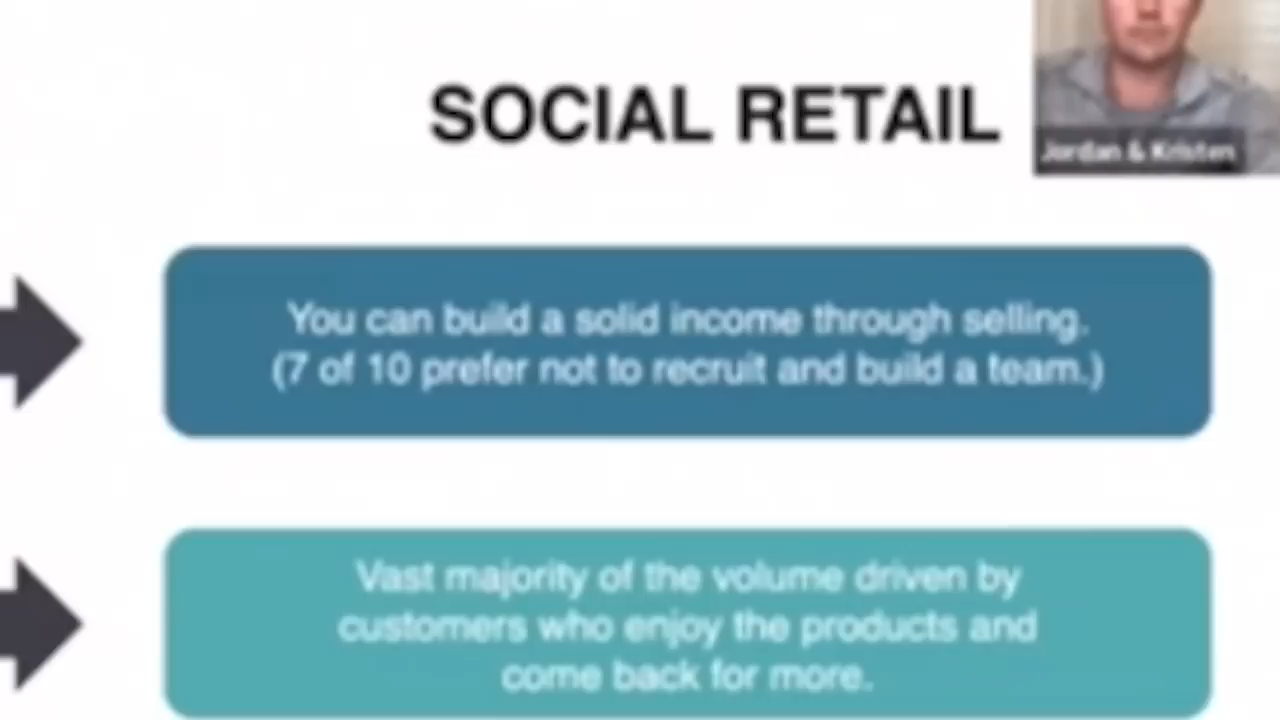 SOCIAL RETAIL
Jordan & Kristen
You can build a solid income through selling.
(7 of 10 prefer not to recruit and build a team.)
Vast majority of the volume driven by
customers who enjoy the products and
come back for more.